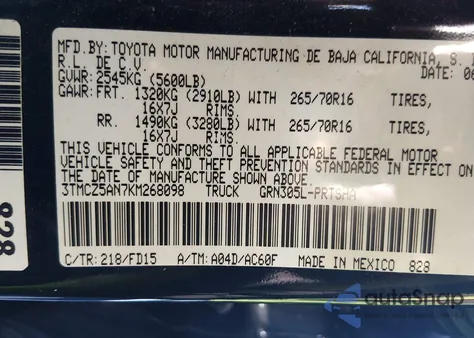 MFD.BY: TOYOTA MOTOR MANUFACTURING DE BAJA CALIFORNIA, S.
R.L. DE C.V.
DATE: 06
GVWR: 2545KG (5600LB)
GAWR: FRT. 1320KG (2910LB) WITH 265/70R16 TIRES,
16X7J RIMS.
RR. 1490KG (3280LB) WITH 265/70R16 TIRES,
16X7J RIMS.
THIS VEHICLE CONFORMS TO ALL APPLICABLE FEDERAL MOTOR
VEHICLE SAFETY AND THEFT PREVENTION STANDARDS IN EFFECT ON
THE DATE OF MANUFACTURE SHOWN ABOVE.
3TMCZ5AN7KM268098 TRUCK GRN305L-PRTSHA
C/TR: 218/FD15 A/TM: A04D/AC60F MADE IN MEXICO 828
828
autoSnap